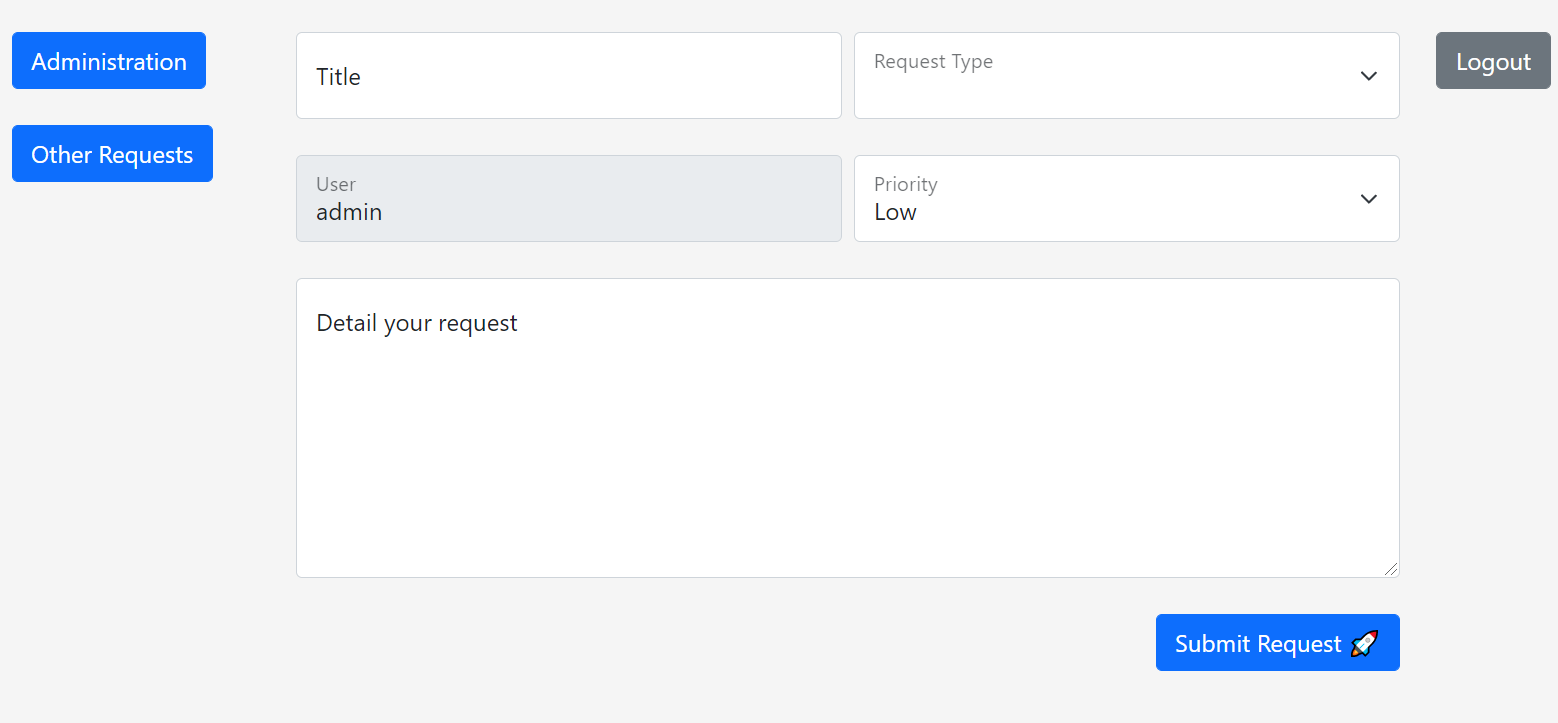 Administration
Title
Request Type
Logout
Other Requests
User
admin
Priority
Low
Detail your request
Submit Request 🚀